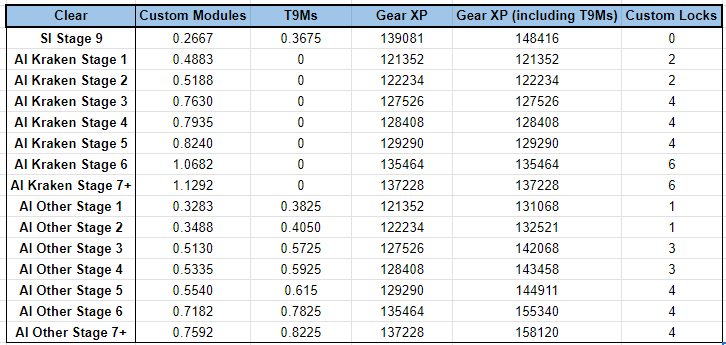 Clear Custom Modules T9Ms Gear XP Gear XP (including T9Ms) Custom Locks
SI Stage 9 0.2667 0.3675 139081 148416 0
AI Kraken Stage 1 0.4883 0 121352 121352 2
AI Kraken Stage 2 0.5188 0 122234 122234 2
AI Kraken Stage 3 0.7630 0 127526 127526 4
AI Kraken Stage 4 0.7935 0 128408 128408 4
AI Kraken Stage 5 0.8240 0 129290 129290 4
AI Kraken Stage 6 1.0682 0 135464 135464 6
AI Kraken Stage 7+ 1.1292 0 137228 137228 6
AI Other Stage 1 0.3283 0.3825 121352 131068 1
AI Other Stage 2 0.3488 0.4050 122234 132521 1
AI Other Stage 3 0.5130 0.5725 127526 142068 3
AI Other Stage 4 0.5335 0.5925 128408 143458 3
AI Other Stage 5 0.5540 0.615 129290 144911 4
AI Other Stage 6 0.7182 0.7825 135464 155340 4
AI Other Stage 7+ 0.7592 0.8225 137228 158120 4